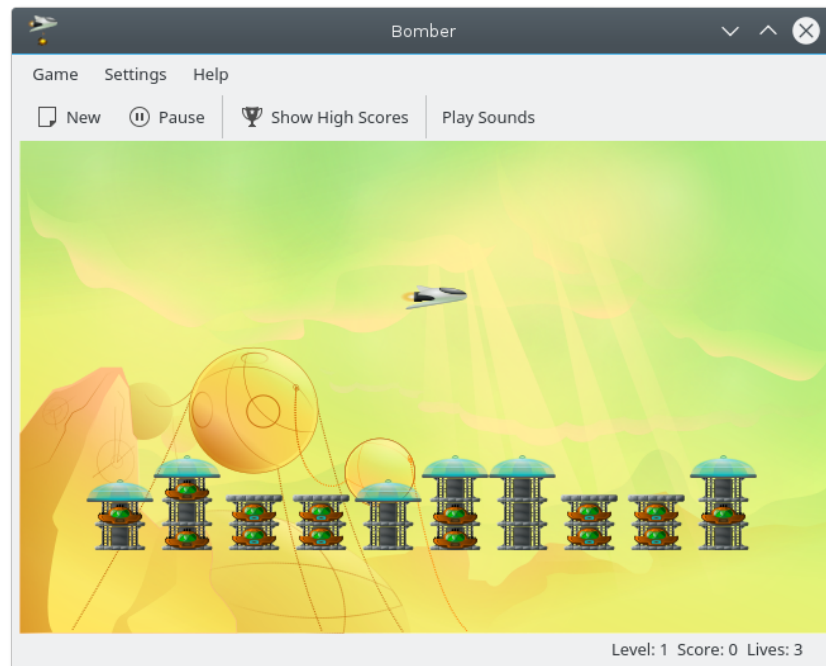 Bomber
Game Settings Help
New Pause Show High Scores Play Sounds
Level: 1 Score: 0 Lives: 3